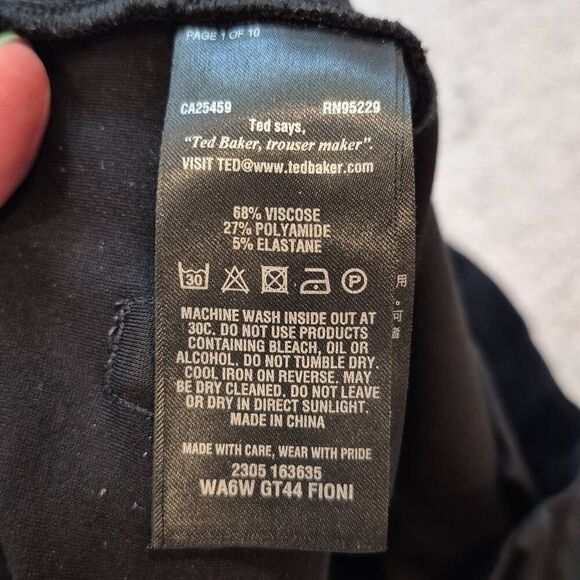 PAGE 1 OF 10
CA25459 RN95229
Ted says,
"Ted Baker, trouser maker".
VISIT TED@www.tedbaker.com
68% VISCOSE
27% POLYAMIDE
5% ELASTANE
30 P
MACHINE WASH INSIDE OUT AT
30C. DO NOT USE PRODUCTS
CONTAINING BLEACH, OIL OR
ALCOHOL. DO NOT TUMBLE DRY.
COOL IRON ON REVERSE. MAY
BE DRY CLEANED. DO NOT LEAVE
OR DRY IN DIRECT SUNLIGHT.
MADE IN CHINA
MADE WITH CARE, WEAR WITH PRIDE
2305 163635
WA6W GT44 FIONI
用
。可